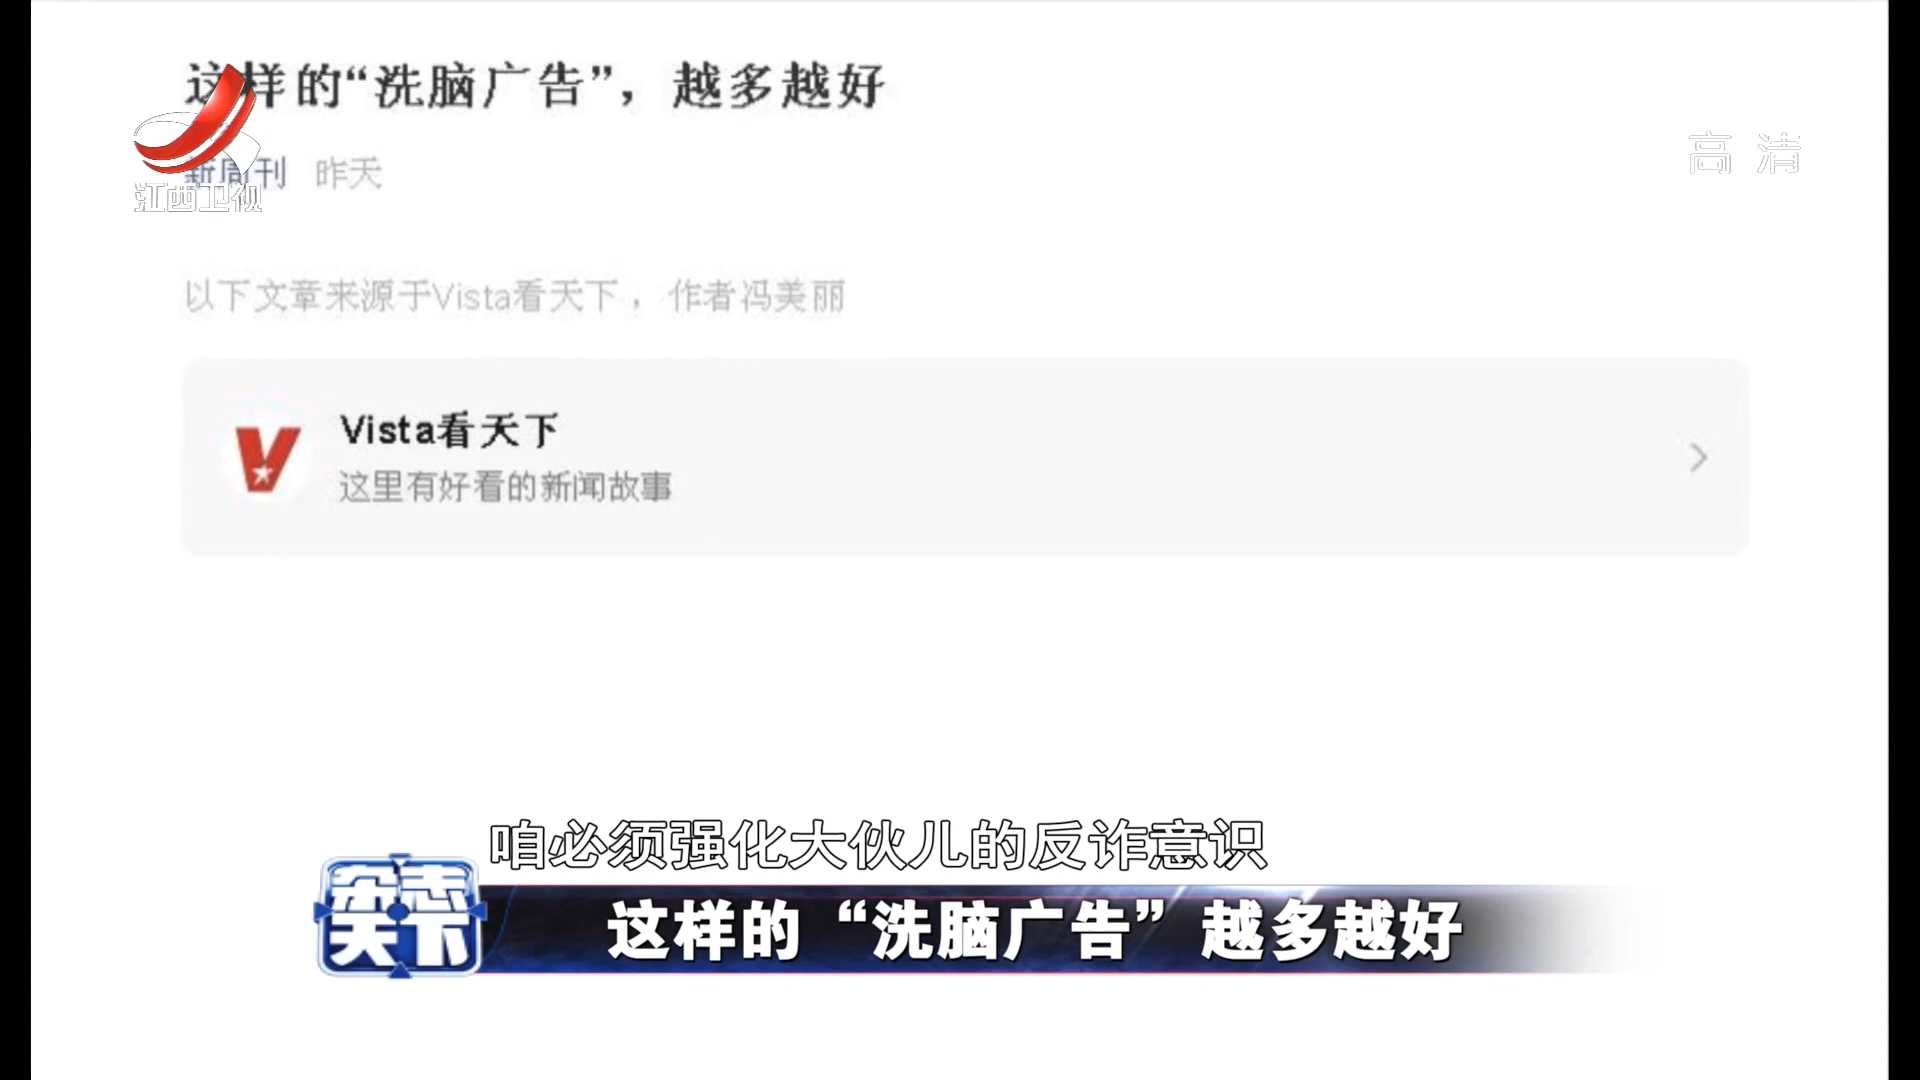 这样的“洗脑广告”，越多越好
新周刊 昨天
江西卫视
高清
以下文章来源于Vista看天下，作者冯美丽
Vista看天下
这里有好看的新闻故事
咱必须强化大伙儿的反诈意识
杂志天下
这样的“洗脑广告”越多越好